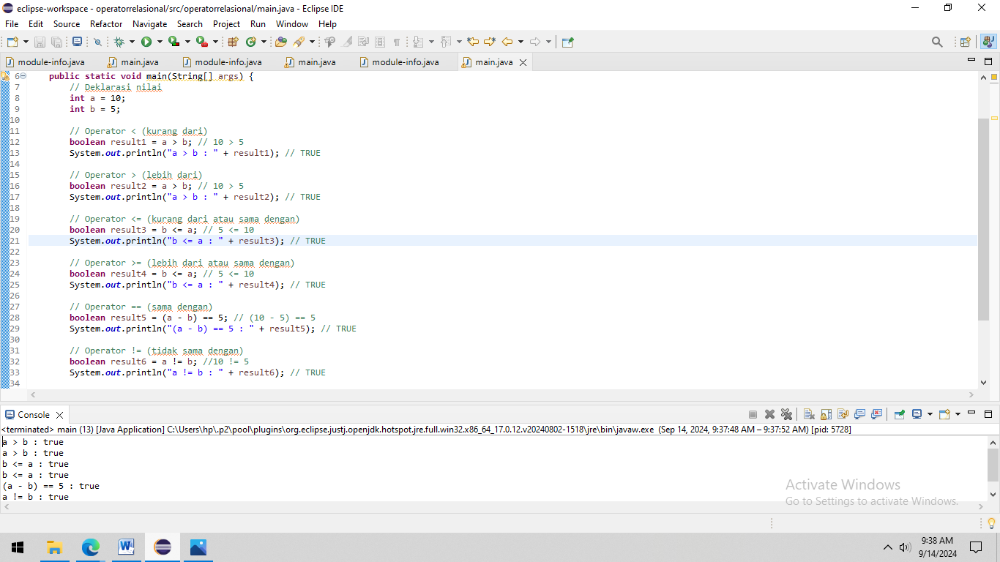 eclipse-workspace - operatorrelasional/src/operatorrelasional/main.java - Eclipse IDE
File Edit Source Refactor Navigate Search Project Run Window Help
module-info.java main.java module-info.java main.java module-info.java main.java
6 public static void main(String[] args) {
7 // Deklarasi nilai
8 int a = 10;
9 int b = 5;
10
11 // Operator < (kurang dari)
12 boolean result1 = a > b; // 10 > 5
13 System.out.println("a > b : " + result1); // TRUE
14
15 // Operator > (lebih dari)
16 boolean result2 = a > b; // 10 > 5
17 System.out.println("a > b : " + result2); // TRUE
18
19 // Operator <= (kurang dari atau sama dengan)
20 boolean result3 = b <= a; // 5 <= 10
21 System.out.println("b <= a : " + result3); // TRUE
22
23 // Operator >= (lebih dari atau sama dengan)
24 boolean result4 = b <= a; // 5 <= 10
25 System.out.println("b <= a : " + result4); // TRUE
26
27 // Operator == (sama dengan)
28 boolean result5 = (a - b) == 5; // (10 - 5) == 5
29 System.out.println("(a - b) == 5 : " + result5); // TRUE
30
31 // Operator != (tidak sama dengan)
32 boolean result6 = a != b; //10 != 5
33 System.out.println("a != b : " + result6); // TRUE
34
Console
<terminated> main (13) [Java Application] C:\Users\hp\.p2\pool\plugins\org.eclipse.justj.openjdk.hotspot.jre.full.win32.x86_64_17.0.12.v20240802-1518\jre\bin\javaw.exe (Sep 14, 2024, 9:37:48 AM – 9:37:52 AM) [pid: 5728]
a > b : true
a > b : true
b <= a : true
b <= a : true
(a - b) == 5 : true
a != b : true
Activate Windows
Go to Settings to activate Windows.
9:38 AM
9/14/2024